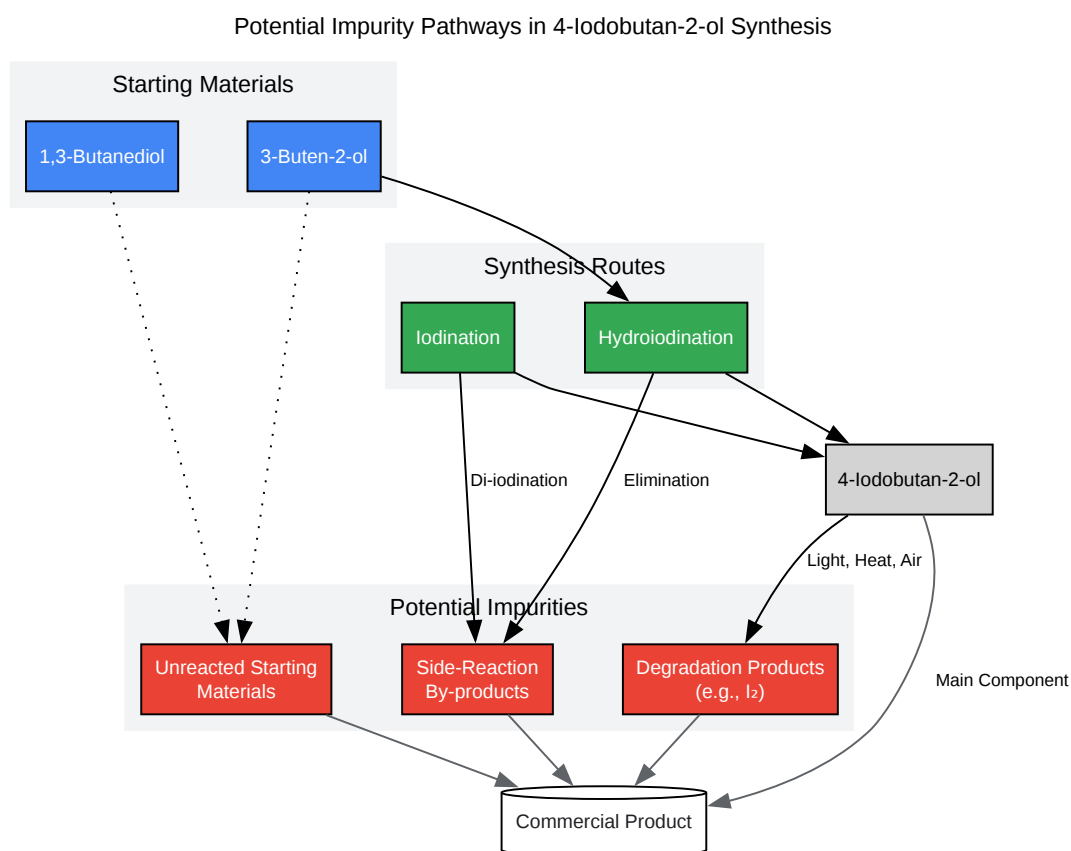 Potential Impurity Pathways in 4-Iodobutan-2-ol Synthesis
Starting Materials
1,3-Butanediol
3-Buten-2-ol
Synthesis Routes
Iodination
Hydroiodination
4-Iodobutan-2-ol
Di-iodination
Elimination
Light, Heat, Air
Potential Impurities
Unreacted Starting
Materials
Side-Reaction
By-products
Degradation Products
(e.g., I₂)
Main Component
Commercial Product